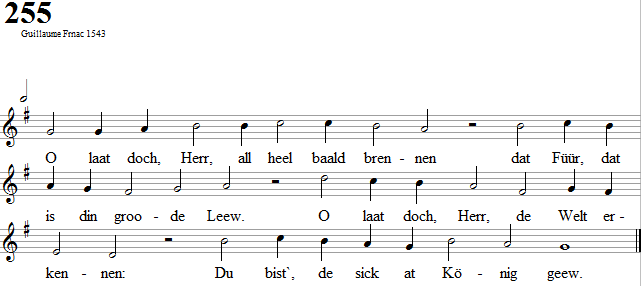 255
Guillaume Frnac 1543
O laat doch, Herr, all heel baald bren - nen dat Füür, dat
is din groo - de Leew. O laat doch, Herr, de Welt er -
ken - nen: Du bist`, de sick at Kö - nig geew.